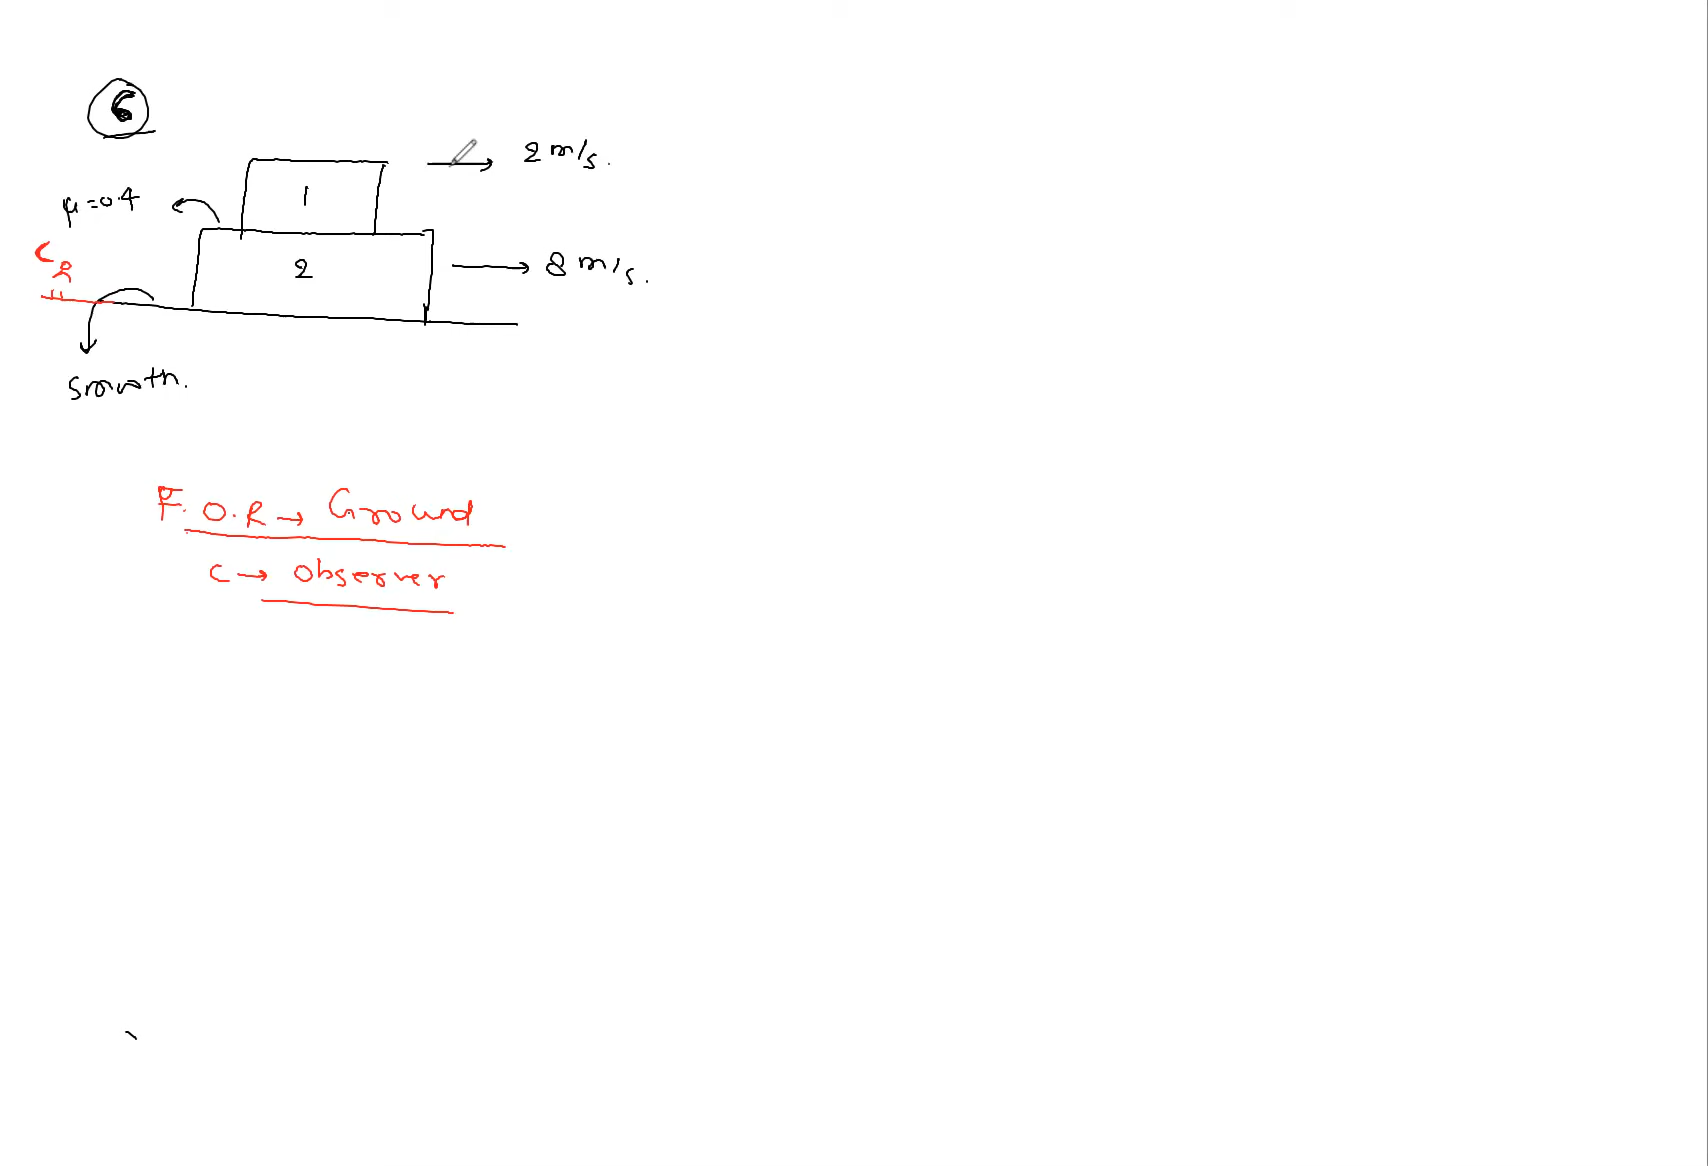 6
2 m/s.
1
μ=0.4
2
8 m/s.
C
Smooth.
F.O.R → Ground
C → Observer